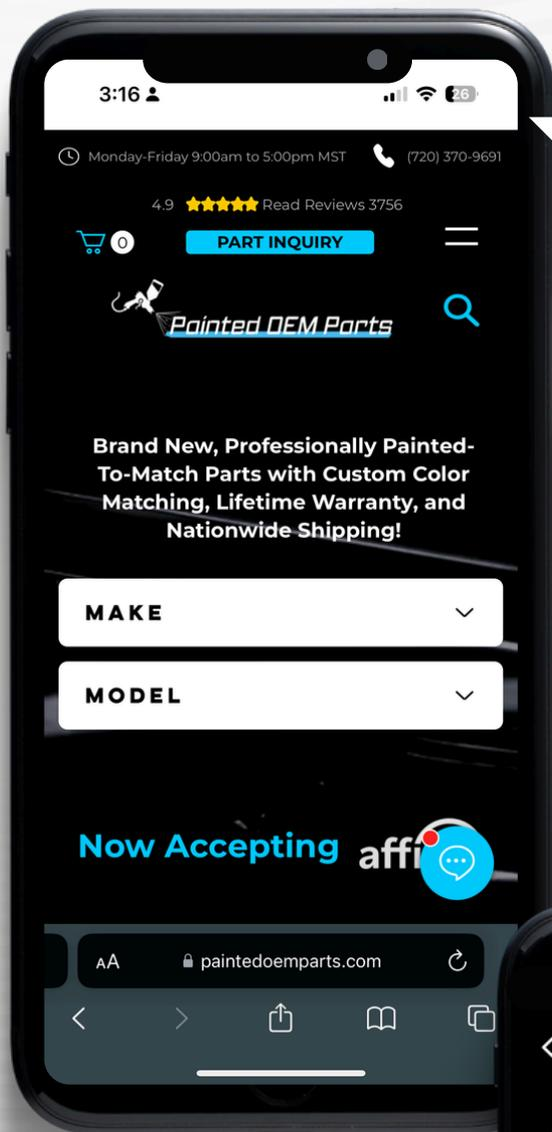 3:16
26
Monday-Friday 9:00am to 5:00pm MST (720) 370-9691
4.9 Read Reviews 3756
0 PART INQUIRY
Painted OEM Parts
Brand New, Professionally Painted-
To-Match Parts with Custom Color
Matching, Lifetime Warranty, and
Nationwide Shipping!
MAKE
MODEL
Now Accepting
AA paintedoemparts.com